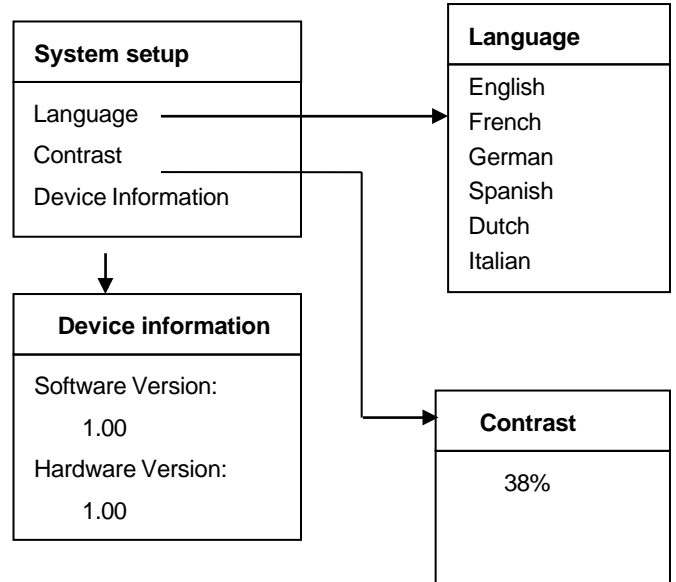 System setup
Language
Contrast
Device Information
Language
English
French
German
Spanish
Dutch
Italian
Device information
Software Version:
1.00
Hardware Version:
1.00
Contrast
38%